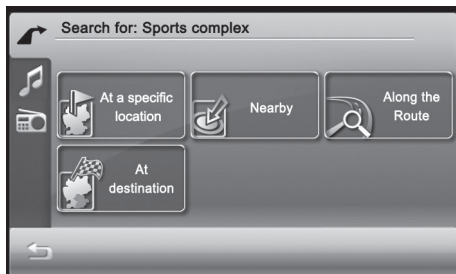 Search for: Sports complex
At a specific
location
Nearby
Along the
Route
At
destination